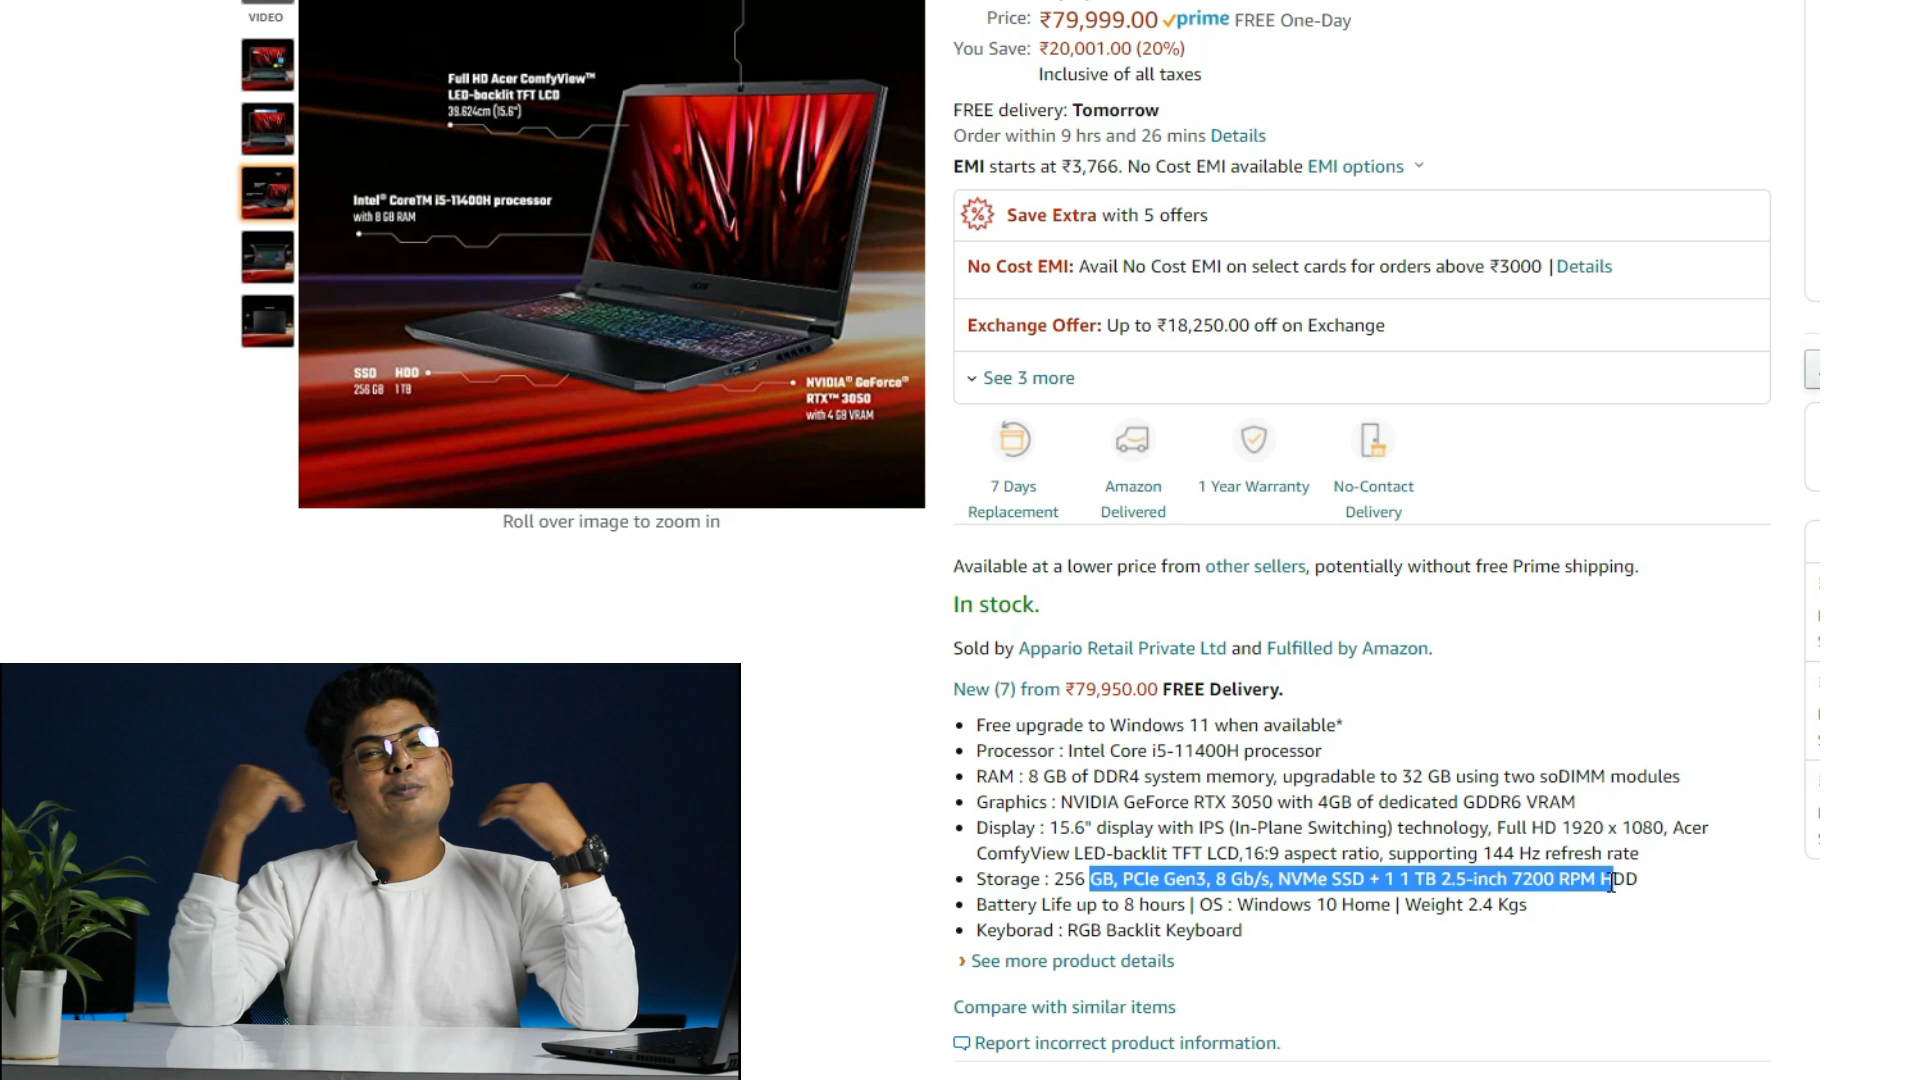 VIDEO
Full HD Acer ComfyView™
LED-backlit TFT LCD
39.624cm (15.6")
Intel® CoreTM i5-11400H processor
with 8 GB RAM
SSD HDD
256 GB 1TB
NVIDIA® GeForce®
RTX™ 3050
with 4 GB VRAM
acer
Roll over image to zoom in
Price: ₹79,999.00 prime FREE One-Day
You Save: ₹20,001.00 (20%)
Inclusive of all taxes
FREE delivery: Tomorrow
Order within 9 hrs and 26 mins Details
EMI starts at ₹3,766. No Cost EMI available EMI options
Save Extra with 5 offers
No Cost EMI: Avail No Cost EMI on select cards for orders above ₹3000 | Details
Exchange Offer: Up to ₹18,250.00 off on Exchange
See 3 more
7 Days
Replacement
Amazon
Delivered
1 Year Warranty
No-Contact
Delivery
Available at a lower price from other sellers, potentially without free Prime shipping.
In stock.
Sold by Appario Retail Private Ltd and Fulfilled by Amazon.
New (7) from ₹79,950.00 FREE Delivery.
• Free upgrade to Windows 11 when available*
• Processor : Intel Core i5-11400H processor
• RAM : 8 GB of DDR4 system memory, upgradable to 32 GB using two soDIMM modules
• Graphics : NVIDIA GeForce RTX 3050 with 4GB of dedicated GDDR6 VRAM
• Display : 15.6" display with IPS (In-Plane Switching) technology, Full HD 1920 x 1080, Acer
ComfyView LED-backlit TFT LCD,16:9 aspect ratio, supporting 144 Hz refresh rate
• Storage : 256 GB, PCIe Gen3, 8 Gb/s, NVMe SSD + 1 1 TB 2.5-inch 7200 RPM HDD
• Battery Life up to 8 hours | OS : Windows 10 Home | Weight 2.4 Kgs
• Keyborad : RGB Backlit Keyboard
› See more product details
Compare with similar items
Report incorrect product information.